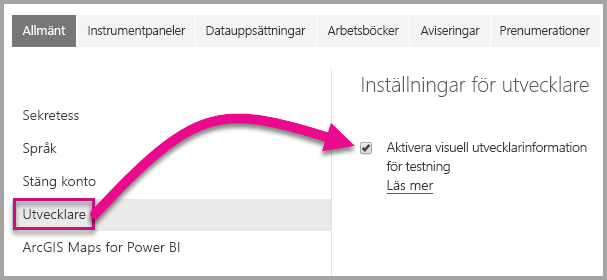 Allmänt Instrumentpaneler Datauppsättningar Arbetsböcker Aviseringar Prenumerationer
Sekretess
Språk
Stäng konto
Utvecklare
ArcGIS Maps for Power BI
Inställningar för utvecklare
Aktivera visuell utvecklarinformation
för testning
Läs mer